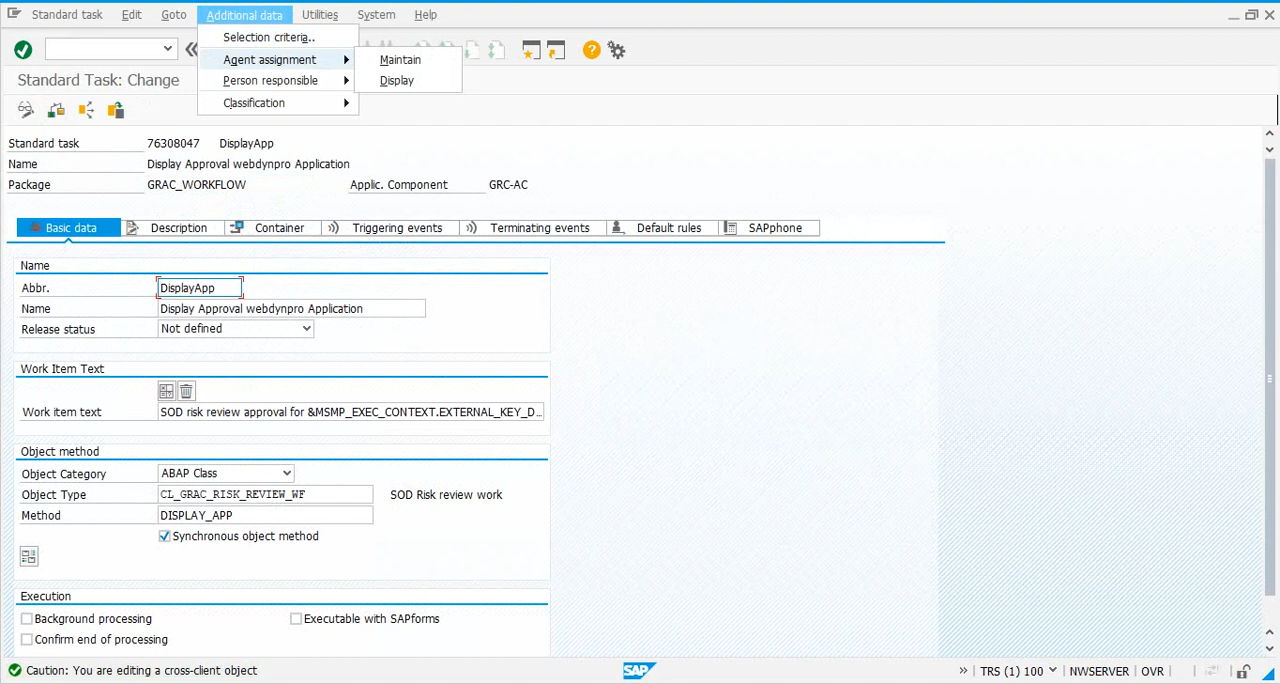 Standard task Edit Goto Additional data Utilities System Help
Selection criteria..
Agent assignment
Maintain
Person responsible
Display
Classification
Standard Task: Change
Standard task 76308047 DisplayApp
Name Display Approval webdynpro Application
Package GRAC_WORKFLOW Applic. Component GRC-AC
Basic data Description Container Triggering events Terminating events Default rules SAPphone
Name
Abbr. DisplayApp
Name Display Approval webdynpro Application
Release status Not defined
Work Item Text
Work item text SOD risk review approval for &MSMP_EXEC_CONTEXT.EXTERNAL_KEY_D...
Object method
Object Category ABAP Class
Object Type CL_GRAC_RISK_REVIEW_WF SOD Risk review work
Method DISPLAY_APP
Synchronous object method
Execution
Background processing Executable with SAPforms
Confirm end of processing
Caution: You are editing a cross-client object SAP TRS (1) 100 NWSERVER OVR